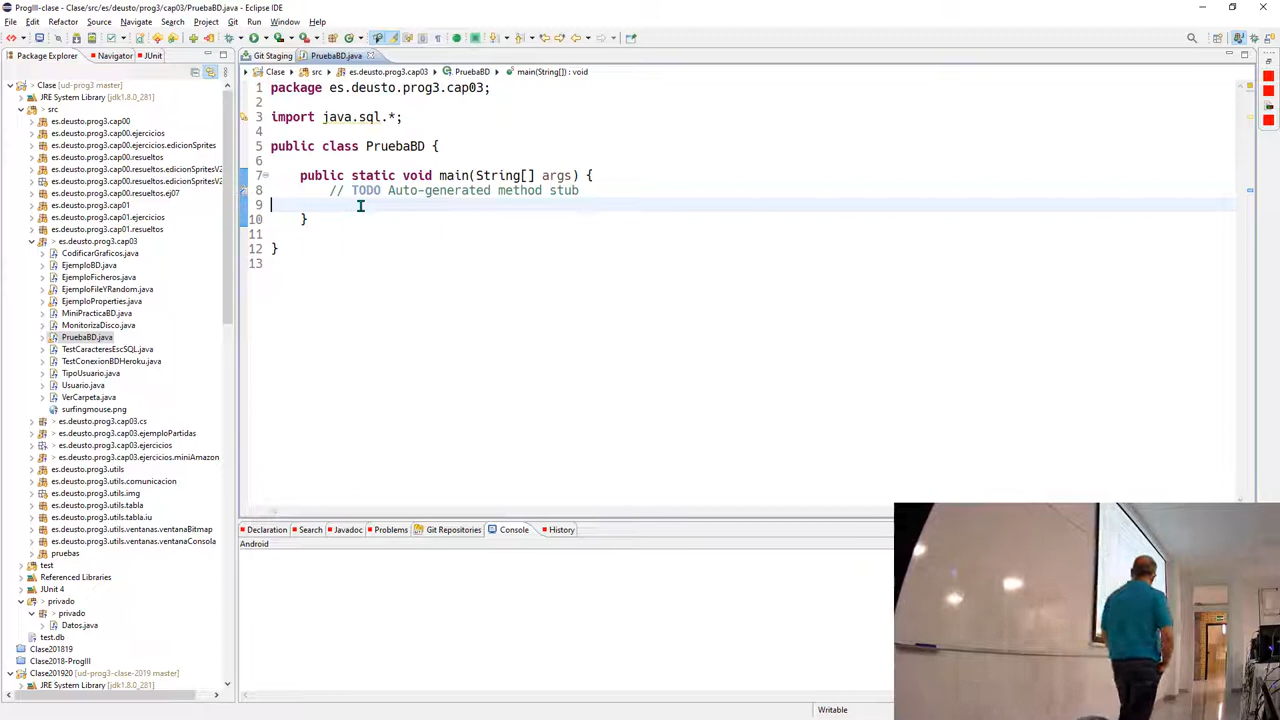 ProgIII-clase - Clase/src/es/deusto/prog3/cap03/PruebaBD.java - Eclipse IDE
File Edit Refactor Source Navigate Search Project Git Run Window Help
Package Explorer Navigator JUnit
Git Staging PruebaBD.java
Clase src es.deusto.prog3.cap03 PruebaBD main(String[]) : void
Clase [ud-prog3 master]
JRE System Library [jdk1.8.0_281]
src
es.deusto.prog3.cap00
es.deusto.prog3.cap00.ejercicios
es.deusto.prog3.cap00.ejercicios.edicionSprites
es.deusto.prog3.cap00.resueltos
es.deusto.prog3.cap00.resueltos.edicionSprites
es.deusto.prog3.cap00.resueltos.edicionSpritesV2
es.deusto.prog3.cap00.resueltos.ej07
es.deusto.prog3.cap01
es.deusto.prog3.cap01.ejercicios
es.deusto.prog3.cap01.resueltos
> es.deusto.prog3.cap03
CodificarGraficos.java
EjemploBD.java
EjemploFicheros.java
EjemploFileYRandom.java
EjemploProperties.java
MiniPracticaBD.java
MonitorizaDisco.java
PruebaBD.java
TestCaracteresEscSQL.java
TestConexionBDHeroku.java
TipoUsuario.java
Usuario.java
VerCarpeta.java
surfingmouse.png
> es.deusto.prog3.cap03.cs
> es.deusto.prog3.cap03.ejemploPartidas
> es.deusto.prog3.cap03.ejercicios
> es.deusto.prog3.cap03.ejercicios.miniAmazon
es.deusto.prog3.utils
es.deusto.prog3.utils.comunicacion
es.deusto.prog3.utils.img
es.deusto.prog3.utils.tabla
es.deusto.prog3.utils.tabla.iu
es.deusto.prog3.utils.ventanas.ventanaBitmap
es.deusto.prog3.utils.ventanas.ventanaConsola
pruebas
test
Referenced Libraries
JUnit 4
> privado
> privado
Datos.java
test.db
Clase201819
Clase2018-ProgIII
Clase201920 [ud-prog3-clase-2019 master]
JRE System Library [jdk1.8.0_281]
1 package es.deusto.prog3.cap03;
2
3 import java.sql.*;
4
5 public class PruebaBD {
6
7 public static void main(String[] args) {
8 // TODO Auto-generated method stub
9
10 }
11
12 }
13
Declaration Search Javadoc Problems Git Repositories Console History
Android
Writable